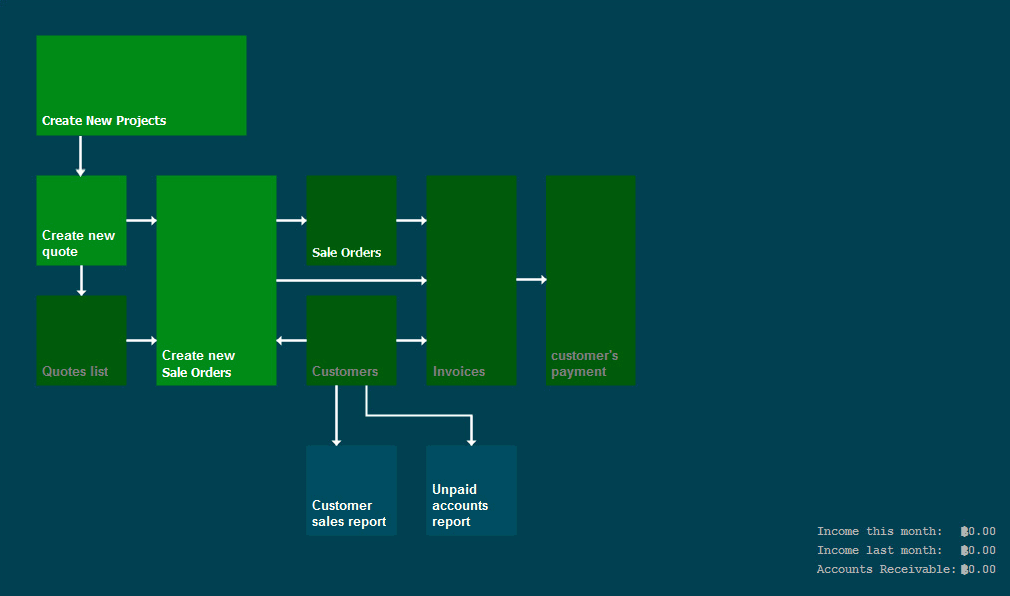 Create New Projects
Create new
quote
Sale Orders
Quotes list
Create new
Sale Orders
Customers
Invoices
customer's
payment
Customer
sales report
Unpaid
accounts
report
Income this month: ฿0.00
Income last month: ฿0.00
Accounts Receivable: ฿0.00